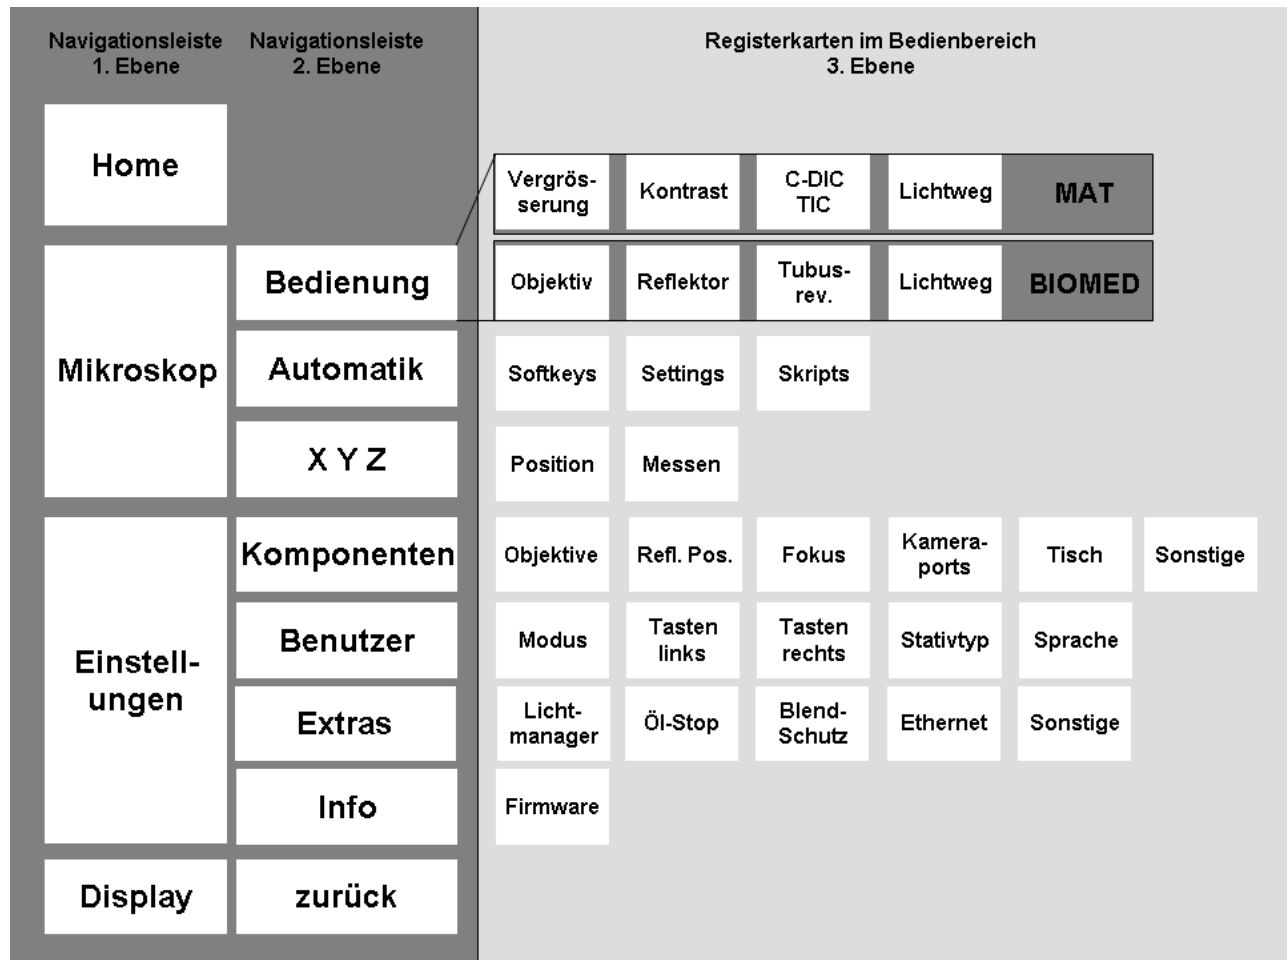 Navigationsleiste
1. Ebene
Navigationsleiste
2. Ebene
Registerkarten im Bedienbereich
3. Ebene
Home
Vergrös-
serung
Kontrast
C-DIC
TIC
Lichtweg
MAT
Mikroskop
Bedienung
Objektiv
Reflektor
Tubus-
rev.
Lichtweg
BIOMED
Automatik
Softkeys
Settings
Skripts
X Y Z
Position
Messen
Einstell-
ungen
Komponenten
Objektive
Refl. Pos.
Fokus
Kamera-
ports
Tisch
Sonstige
Benutzer
Modus
Tasten
links
Tasten
rechts
Stativtyp
Sprache
Extras
Licht-
manager
Öl-Stop
Blend-
Schutz
Ethernet
Sonstige
Info
Firmware
Display
zurück